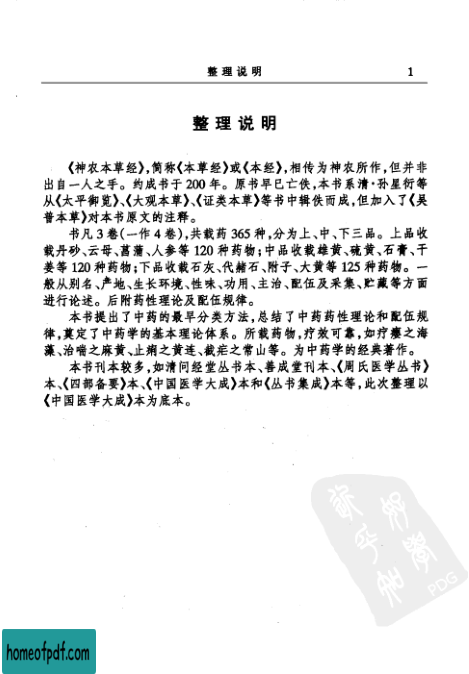 整理说明 1
整理说明
《神农本草经》,简称《本草经》或《本经》,相传为神农所作,但并非
出自一人之手。约成书于200年。原书早已亡佚,本书系清·孙星衍等
从《太平御览》、《大观本草》、《证类本草》等书中辑佚而成,但加入了《吴
普本草》对本书原文的注释。
书凡3卷(一作4卷),共载药365种,分为上、中、下三品。上品收
载丹砂、云母、菖蒲、人参等120种药物;中品收载雄黄、硫黄、石膏、干
姜等120种药物;下品收载石灰、代赭石、附子、大黄等125种药物。一
般从别名、产地、生长环境、性味、功用、主治、配伍及采集、贮藏等方面
进行论述。后附药性理论及配伍规律。
本书提出了中药的最早分类方法,总结了中药药性理论和配伍规
律,奠定了中药学的基本理论体系。所载药物,疗效可靠,如疗瘿之海
藻、治喘之麻黄、止痢之黄连、截疟之常山等。为中药学的经典著作。
本书刊本较多,如清问经堂丛书本、善成堂刊本、《周氏医学丛书》
本、《四部备要》本、《中国医学大成》本和《丛书集成》本等,此次整理以
《中国医学大成》本为底本。
PDG
homeofpdf.com